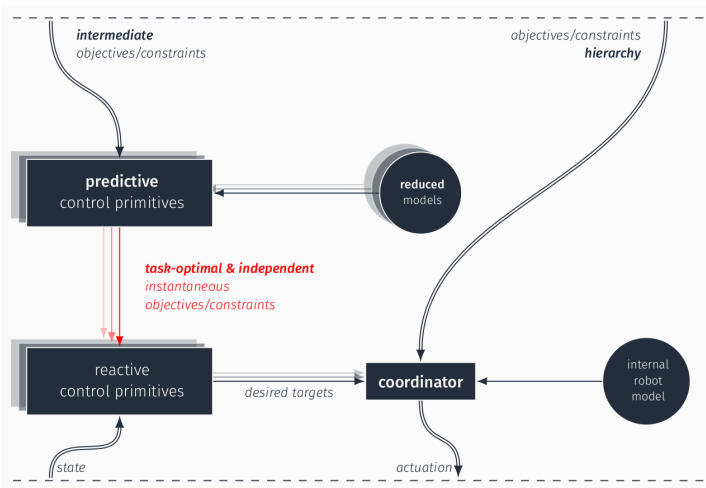 intermediate
objectives/constraints
objectives/constraints
hierarchy
predictive
control primitives
reduced
models
task-optimal & independent
instantaneous
objectives/constraints
reactive
control primitives
desired targets
coordinator
internal
robot
model
state
actuation